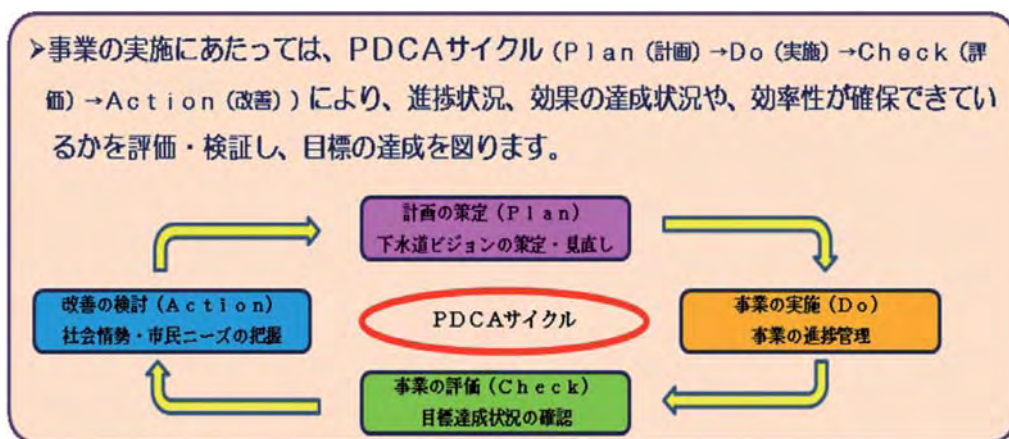 ➤事業の実施にあたっては、PDCAサイクル（Plan（計画）→Do（実施）→Check（評
価）→Action（改善））により、進捗状況、効果の達成状況や、効率性が確保できてい
るかを評価・検証し、目標の達成を図ります。
計画の策定（Plan）
下水道ビジョンの策定・見直し
改善の検討（Action）
社会情勢・市民ニーズの把握
PDCAサイクル
事業の実施（Do）
事業の進捗管理
事業の評価（Check）
目標達成状況の確認